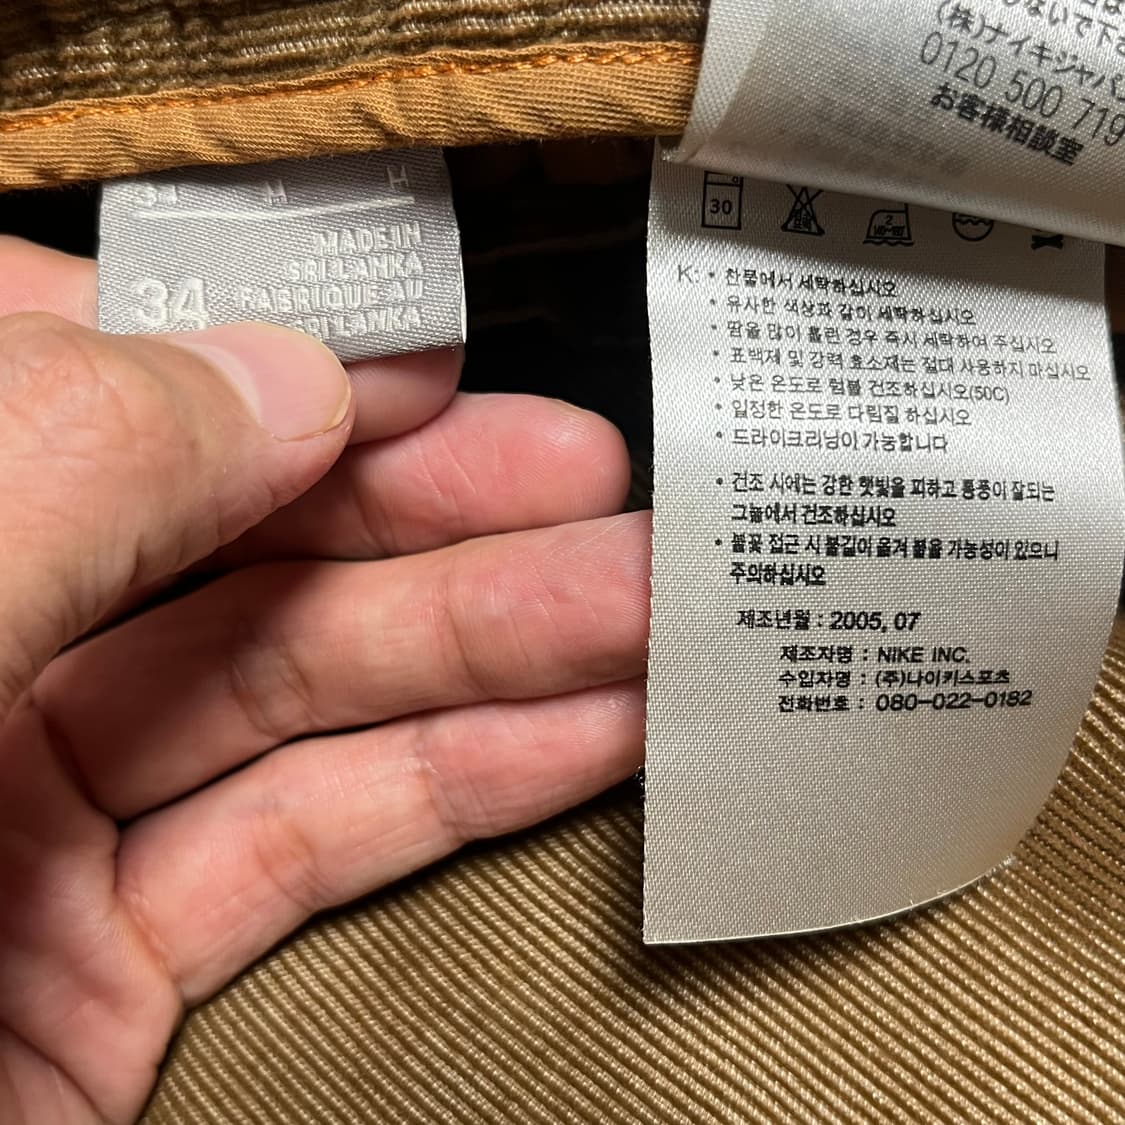 (株)ナイキジャパン
0120 500 719
お客様相談室
34
MADE IN
SRI LANKA
FABRIQUE AU
SRI LANKA
30
K: • 찬물에서 세탁하십시오
• 유사한 색상과 같이 세탁하십시오
• 땀을 많이 흘린 경우 즉시 세탁하여 주십시오
• 표백제 및 강력 효소제는 절대 사용하지 마십시오
• 낮은 온도로 텀블 건조하십시오(50C)
• 일정한 온도로 다림질 하십시오
• 드라이크리닝이 가능합니다
• 건조 시에는 강한 햇빛을 피하고 통풍이 잘되는
그늘에서 건조하십시오
• 불꽃 접근 시 불길이 옮겨 붙을 가능성이 있으니
주의하십시오
제조년월 : 2005, 07
제조자명 : NIKE INC.
수입자명 : (주)나이키스포츠
전화번호 : 080-022-0182